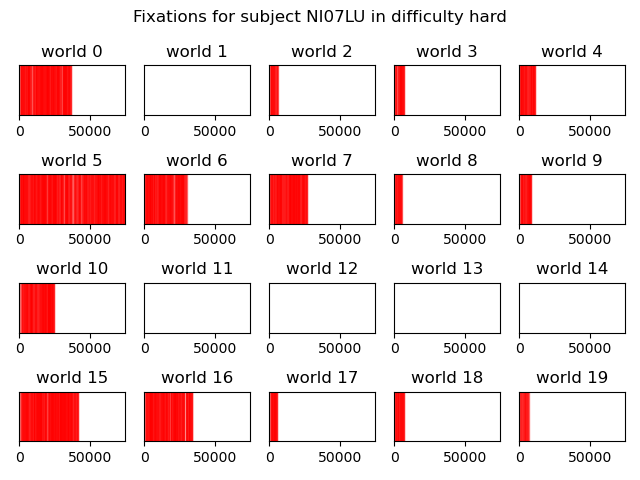 Fixations for subject NI07LU in difficulty hard
world 0 world 1 world 2 world 3 world 4
0 50000 0 50000 0 50000 0 50000 0 50000
world 5 world 6 world 7 world 8 world 9
0 50000 0 50000 0 50000 0 50000 0 50000
world 10 world 11 world 12 world 13 world 14
0 50000 0 50000 0 50000 0 50000 0 50000
world 15 world 16 world 17 world 18 world 19
0 50000 0 50000 0 50000 0 50000 0 50000